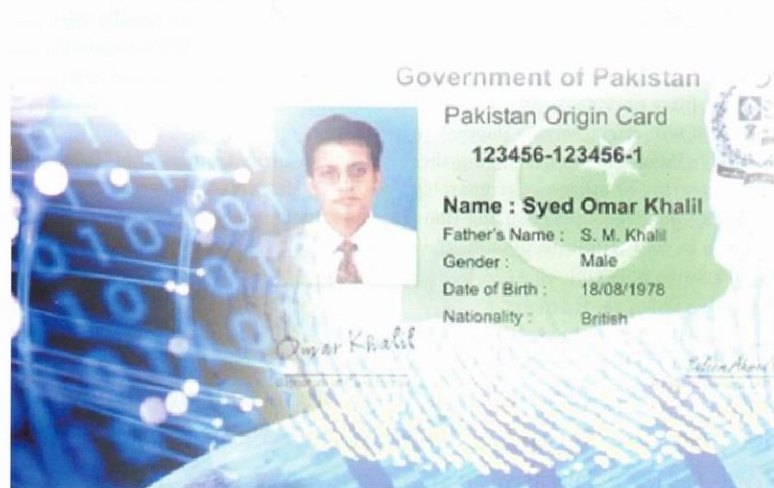 Government of Pakistan
Pakistan Origin Card
123456-123456-1
Name : Syed Omar Khalil
Father's Name : S. M. Khalil
Gender : Male
Date of Birth : 18/08/1978
Nationality : British
Omar Khalil